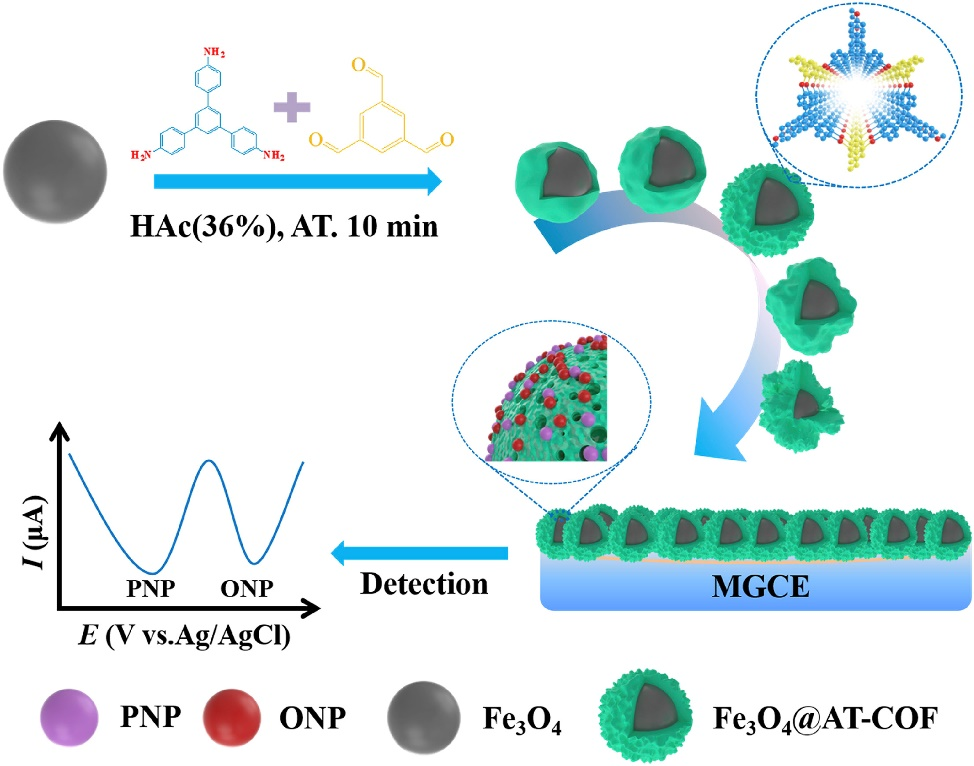 NH₂
O
NH₂
NH₂
O
O
HAc(36%), AT. 10 min
I (μA)
PNP
ONP
E (V vs.Ag/AgCl)
Detection
MGCE
PNP
ONP
Fe₃O₄
Fe₃O₄@AT-COF